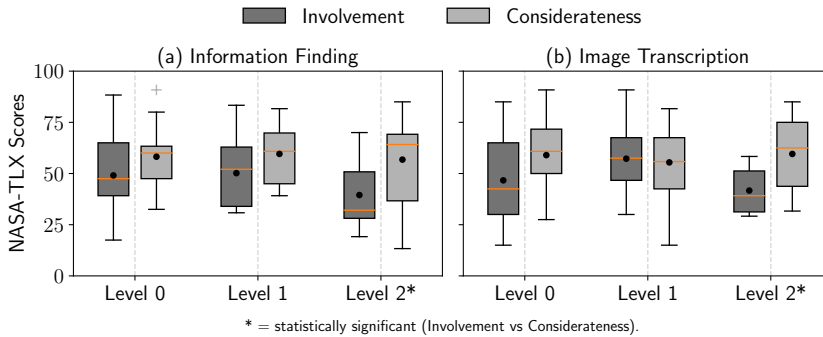 Involvement Considerateness
(a) Information Finding (b) Image Transcription
NASA-TLX Scores
100
75
50
25
0
Level 0 Level 1 Level 2* Level 0 Level 1 Level 2*
* = statistically significant (Involvement vs Considerateness).